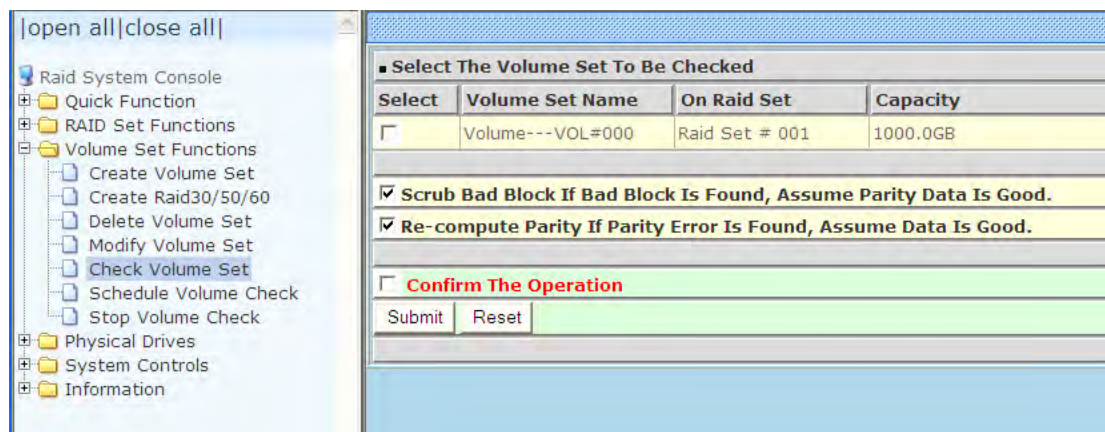 |open all|close all|
Raid System Console
Quick Function
RAID Set Functions
Volume Set Functions
Create Volume Set
Create Raid30/50/60
Delete Volume Set
Modify Volume Set
Check Volume Set
Schedule Volume Check
Stop Volume Check
Physical Drives
System Controls
Information
Select The Volume Set To Be Checked
Select Volume Set Name On Raid Set Capacity
Volume---VOL#000 Raid Set # 001 1000.0GB
Scrub Bad Block If Bad Block Is Found, Assume Parity Data Is Good.
Re-compute Parity If Parity Error Is Found, Assume Data Is Good.
Confirm The Operation
Submit Reset